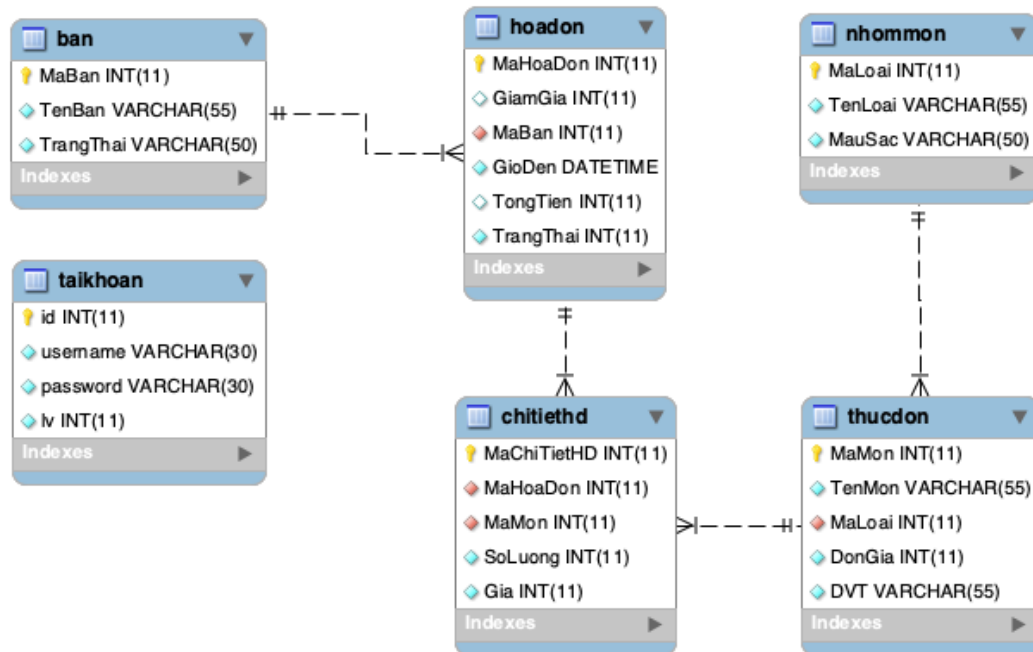 ban
MaBan INT(11)
TenBan VARCHAR(55)
TrangThai VARCHAR(50)
Indexes
hoadon
MaHoaDon INT(11)
GiamGia INT(11)
MaBan INT(11)
GioDen DATETIME
TongTien INT(11)
TrangThai INT(11)
Indexes
nhommon
MaLoai INT(11)
TenLoai VARCHAR(55)
MauSac VARCHAR(50)
Indexes
taikhoan
id INT(11)
username VARCHAR(30)
password VARCHAR(30)
lv INT(11)
Indexes
chitiethd
MaChiTietHD INT(11)
MaHoaDon INT(11)
MaMon INT(11)
SoLuong INT(11)
Gia INT(11)
Indexes
thucdon
MaMon INT(11)
TenMon VARCHAR(55)
MaLoai INT(11)
DonGia INT(11)
DVT VARCHAR(55)
Indexes